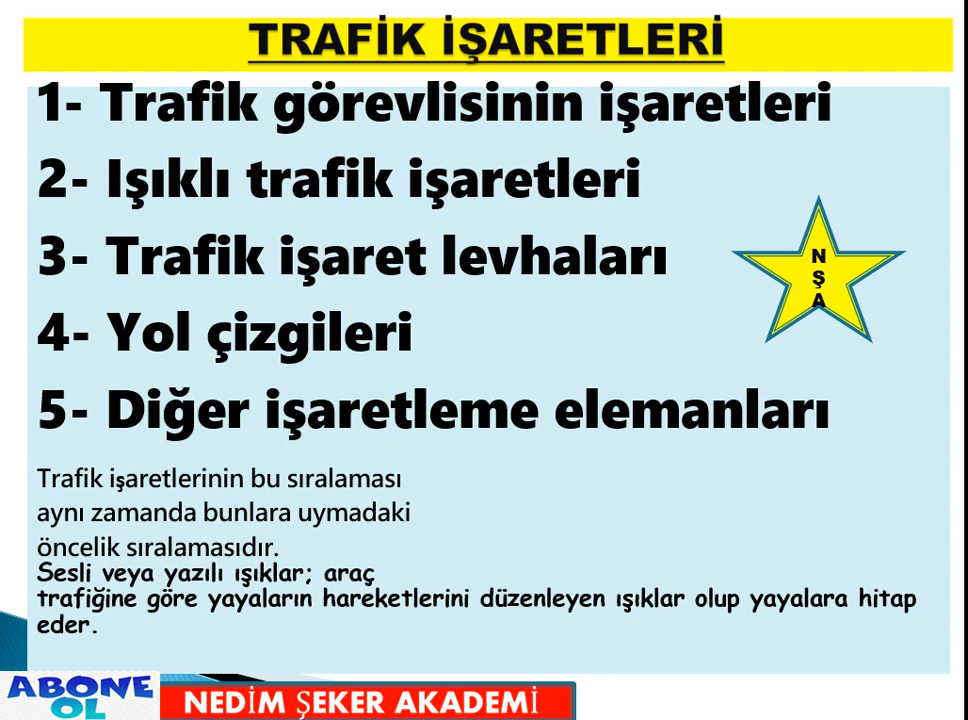 TRAFİK İŞARETLERİ
1- Trafik görevlisinin işaretleri
2- Işıklı trafik işaretleri
3- Trafik işaret levhaları
4- Yol çizgileri
5- Diğer işaretleme elemanları
N
Ş
A
Trafik işaretlerinin bu sıralaması
aynı zamanda bunlara uymadaki
öncelik sıralamasıdır.
Sesli veya yazılı ışıklar; araç
trafiğine göre yayaların hareketlerini düzenleyen ışıklar olup yayalara hitap
eder.
ABONE
OL
NEDİM ŞEKER AKADEMİ